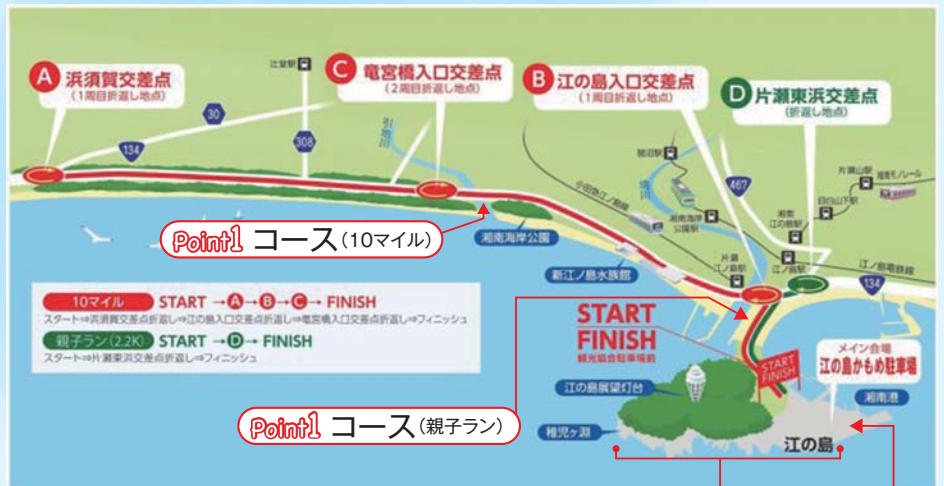 A 浜須賀交差点
(1周目折返し地点)
辻堂駅
C 竜宮橋入口交差点
(2周目折返し地点)
B 江の島入口交差点
(1周目折返し地点)
D 片瀬東浜交差点
(折返し地点)
30
134
308
引地川
鵠沼駅
境川
467
片瀬山駅
湘南モノレール
目白山下駅
小田急江ノ島線
湘南海岸公園駅
湘南江の島駅
Point1 コース(10マイル)
湘南海岸公園
新江ノ島水族館
片瀬江ノ島駅
江ノ島駅
江ノ島電鉄線
134
10マイル START → A → B → C → FINISH
スタート⇒浜須賀交差点折返し⇒江の島入口交差点折返し⇒竜宮橋入口交差点折返し⇒フィニッシュ
親子ラン(2.2K) START → D → FINISH
スタート⇒片瀬東浜交差点折返し⇒フィニッシュ
START
FINISH
観光協会駐車場前
START
FINISH
メイン会場
江の島かもめ駐車場
江の島展望灯台
湘南港
Point1 コース(親子ラン)
稚児ヶ淵
江の島